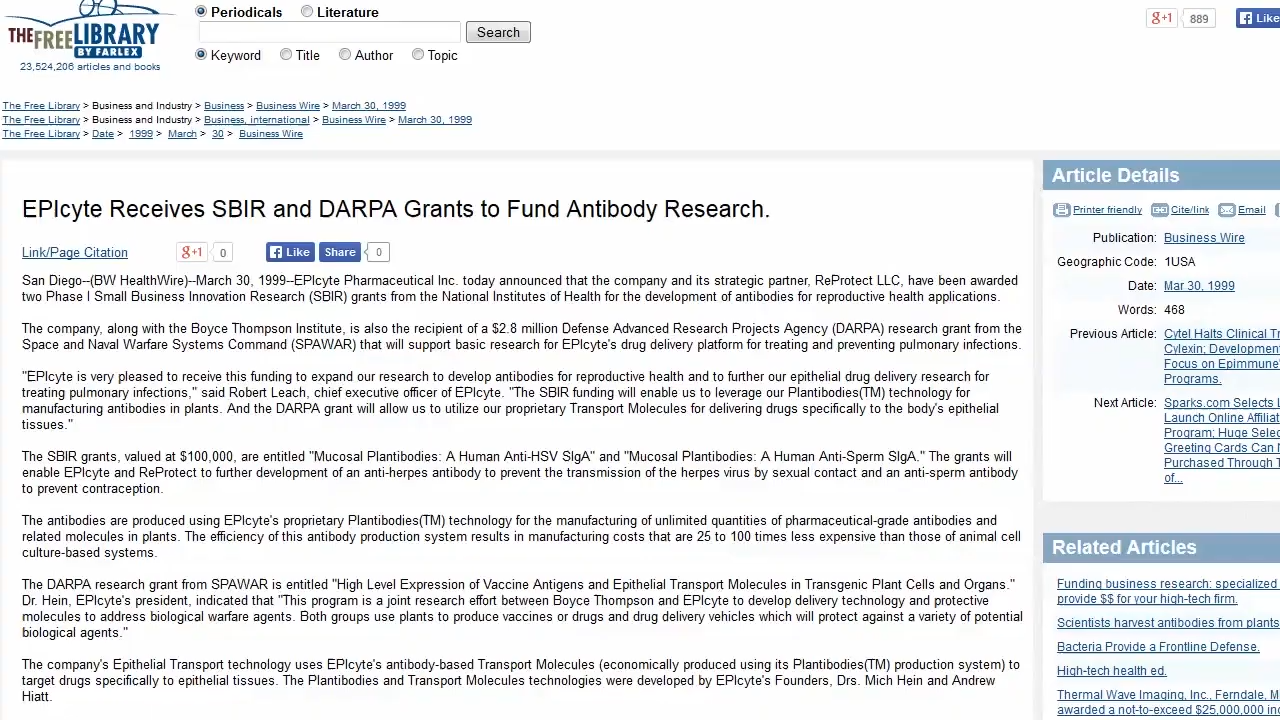 Periodicals Literature
THE FREE LIBRARY
BY FARLEX
23,524,206 articles and books
Search
Keyword Title Author Topic
g+1 889 Like
The Free Library > Business and Industry > Business > Business Wire > March 30, 1999
The Free Library > Business and Industry > Business, international > Business Wire > March 30, 1999
The Free Library > Date > 1999 > March > 30 > Business Wire
EPIcyte Receives SBIR and DARPA Grants to Fund Antibody Research.
Link/Page Citation g+1 0 Like Share 0
San Diego--(BW HealthWire)--March 30, 1999--EPIcyte Pharmaceutical Inc. today announced that the company and its strategic partner, ReProtect LLC, have been awarded
two Phase I Small Business Innovation Research (SBIR) grants from the National Institutes of Health for the development of antibodies for reproductive health applications.
The company, along with the Boyce Thompson Institute, is also the recipient of a $2.8 million Defense Advanced Research Projects Agency (DARPA) research grant from the
Space and Naval Warfare Systems Command (SPAWAR) that will support basic research for EPIcyte's drug delivery platform for treating and preventing pulmonary infections.
"EPIcyte is very pleased to receive this funding to expand our research to develop antibodies for reproductive health and to further our epithelial drug delivery research for
treating pulmonary infections," said Robert Leach, chief executive officer of EPIcyte. "The SBIR funding will enable us to leverage our Plantibodies(TM) technology for
manufacturing antibodies in plants. And the DARPA grant will allow us to utilize our proprietary Transport Molecules for delivering drugs specifically to the body's epithelial
tissues."
The SBIR grants, valued at $100,000, are entitled "Mucosal Plantibodies: A Human Anti-HSV SIgA" and "Mucosal Plantibodies: A Human Anti-Sperm SIgA." The grants will
enable EPIcyte and ReProtect to further development of an anti-herpes antibody to prevent the transmission of the herpes virus by sexual contact and an anti-sperm antibody
to prevent contraception.
The antibodies are produced using EPIcyte's proprietary Plantibodies(TM) technology for the manufacturing of unlimited quantities of pharmaceutical-grade antibodies and
related molecules in plants. The efficiency of this antibody production system results in manufacturing costs that are 25 to 100 times less expensive than those of animal cell
culture-based systems.
The DARPA research grant from SPAWAR is entitled "High Level Expression of Vaccine Antigens and Epithelial Transport Molecules in Transgenic Plant Cells and Organs."
Dr. Hein, EPIcyte's president, indicated that "This program is a joint research effort between Boyce Thompson and EPIcyte to develop delivery technology and protective
molecules to address biological warfare agents. Both groups use plants to produce vaccines or drugs and drug delivery vehicles which will protect against a variety of potential
biological agents."
The company's Epithelial Transport technology uses EPIcyte's antibody-based Transport Molecules (economically produced using its Plantibodies(TM) production system) to
target drugs specifically to epithelial tissues. The Plantibodies and Transport Molecules technologies were developed by EPIcyte's Founders, Drs. Mich Hein and Andrew
Hiatt.
Article Details
Printer friendly Cite/link Email
Publication: Business Wire
Geographic Code: 1USA
Date: Mar 30, 1999
Words: 468
Previous Article: Cytel Halts Clinical Tr
Cylexin; Development
Focus on Epimmune'
Programs.
Next Article: Sparks.com Selects L
Launch Online Affiliat
Program; Huge Selec
Greeting Cards Can N
Purchased Through T
of...
Related Articles
Funding business research: specialized
provide $$ for your high-tech firm.
Scientists harvest antibodies from plants
Bacteria Provide a Frontline Defense.
High-tech health ed.
Thermal Wave Imaging, Inc., Ferndale, M
awarded a not-to-exceed $25,000,000 ind